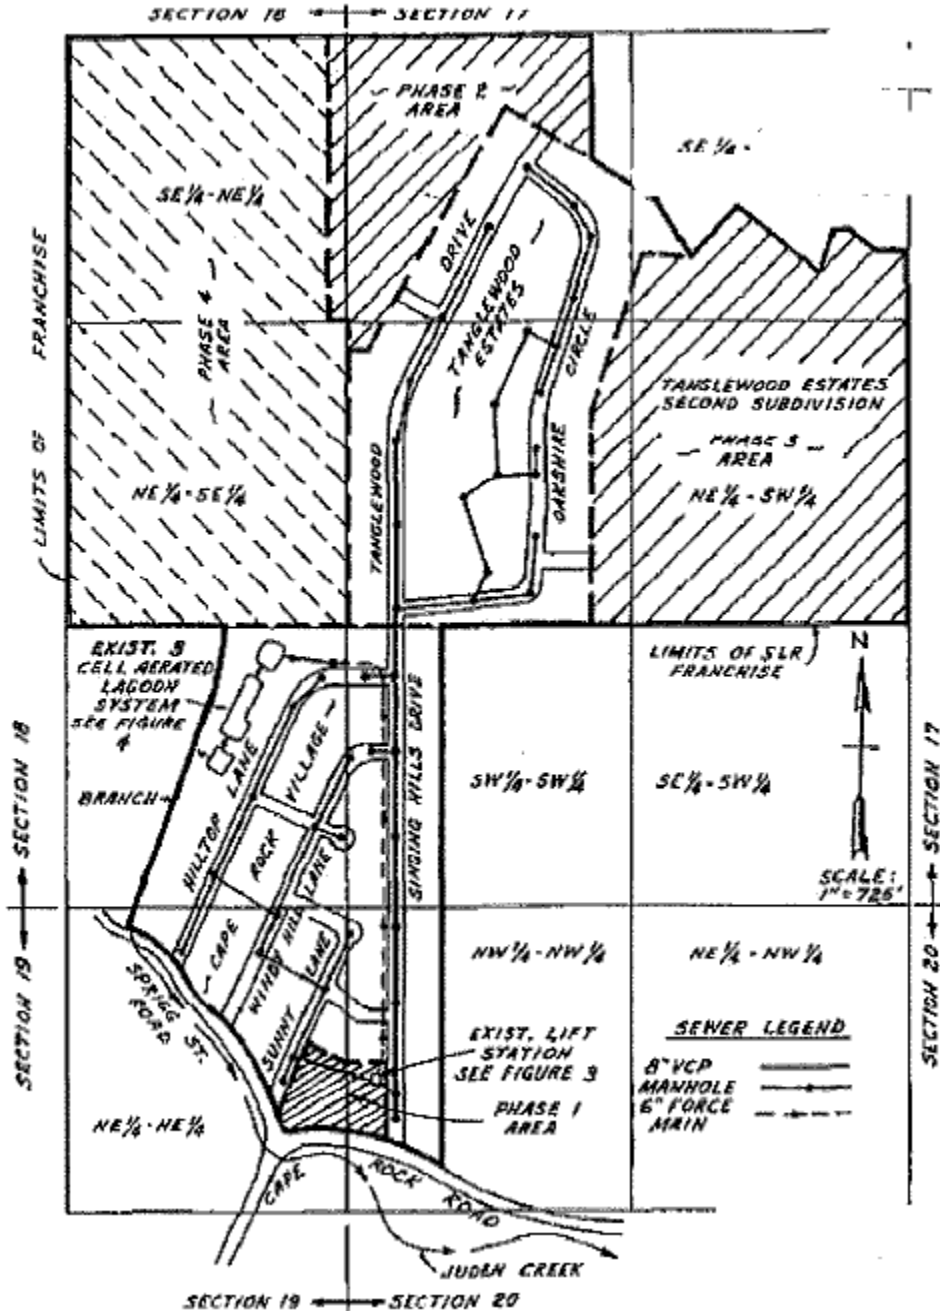 SECTION 18
SECTION 17
PHASE 2
AREA
SE 1/4 -
SE 1/4 - NE 1/4
DRIVE
TANGLEWOOD
ESTATES
LIMITS OF FRANCHISE
PHASE 4
AREA
CIRCLE
TANGLEWOOD ESTATES
SECOND SUBDIVISION
PHASE 3
AREA
NE 1/4 - SE 1/4
TANGLEWOOD
OAKSHIRE
NE 1/4 - SW 1/4
EXIST. 3
CELL AERATED
LAGOON
SYSTEM
SEE FIGURE
4
LIMITS OF SLR
FRANCHISE
N
BRANCH
HILLTOP LANE
VILLAGE
ROCK
CAPE
SINGING HILLS DRIVE
SW 1/4 - SW 1/4
SE 1/4 - SW 1/4
SECTION 18
SECTION 17
SCALE:
1" = 725'
SECTION 19
SECTION 20
SPRIGG ST.
ROAD
WINDY HILL LANE
SUNNY LANE
NW 1/4 - NW 1/4
NE 1/4 - NW 1/4
EXIST. LIFT
STATION
SEE FIGURE 3
PHASE 1
AREA
SEWER LEGEND
8" VCP
MANHOLE
6" FORCE
MAIN
NE 1/4 - NE 1/4
CAPE ROCK ROAD
JUDEN CREEK
SECTION 19
SECTION 20